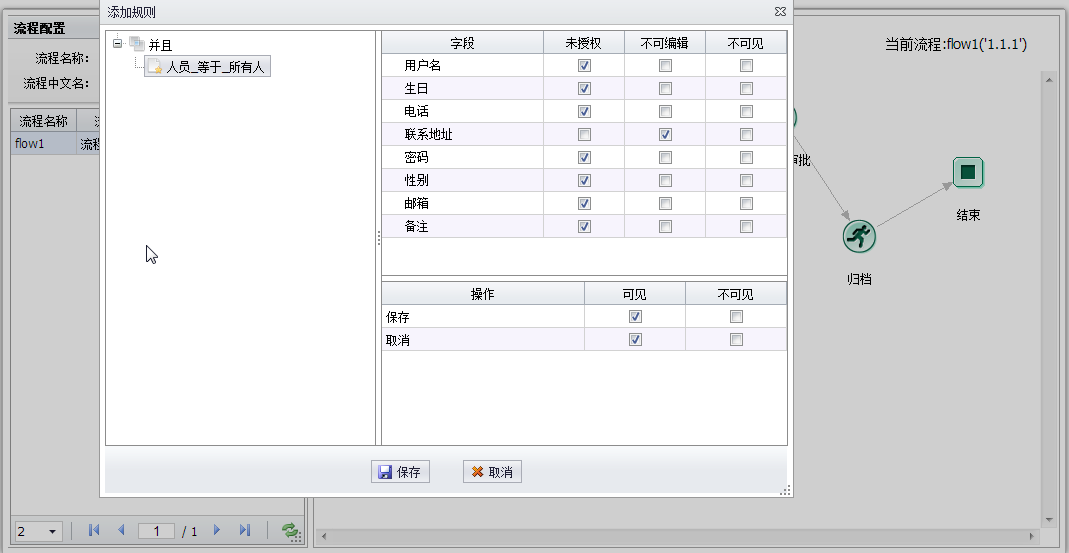 添加规则
流程配置
流程名称：
流程中文名：
流程名称
flow1 流程
并且
人员_等于_所有人
字段 未授权 不可编辑 不可见
用户名
生日
电话
联系地址
密码
性别
邮箱
备注
操作 可见 不可见
保存
取消
保存 取消
当前流程:flow1('1.1.1')
审批
结束
归档
2 1 / 1